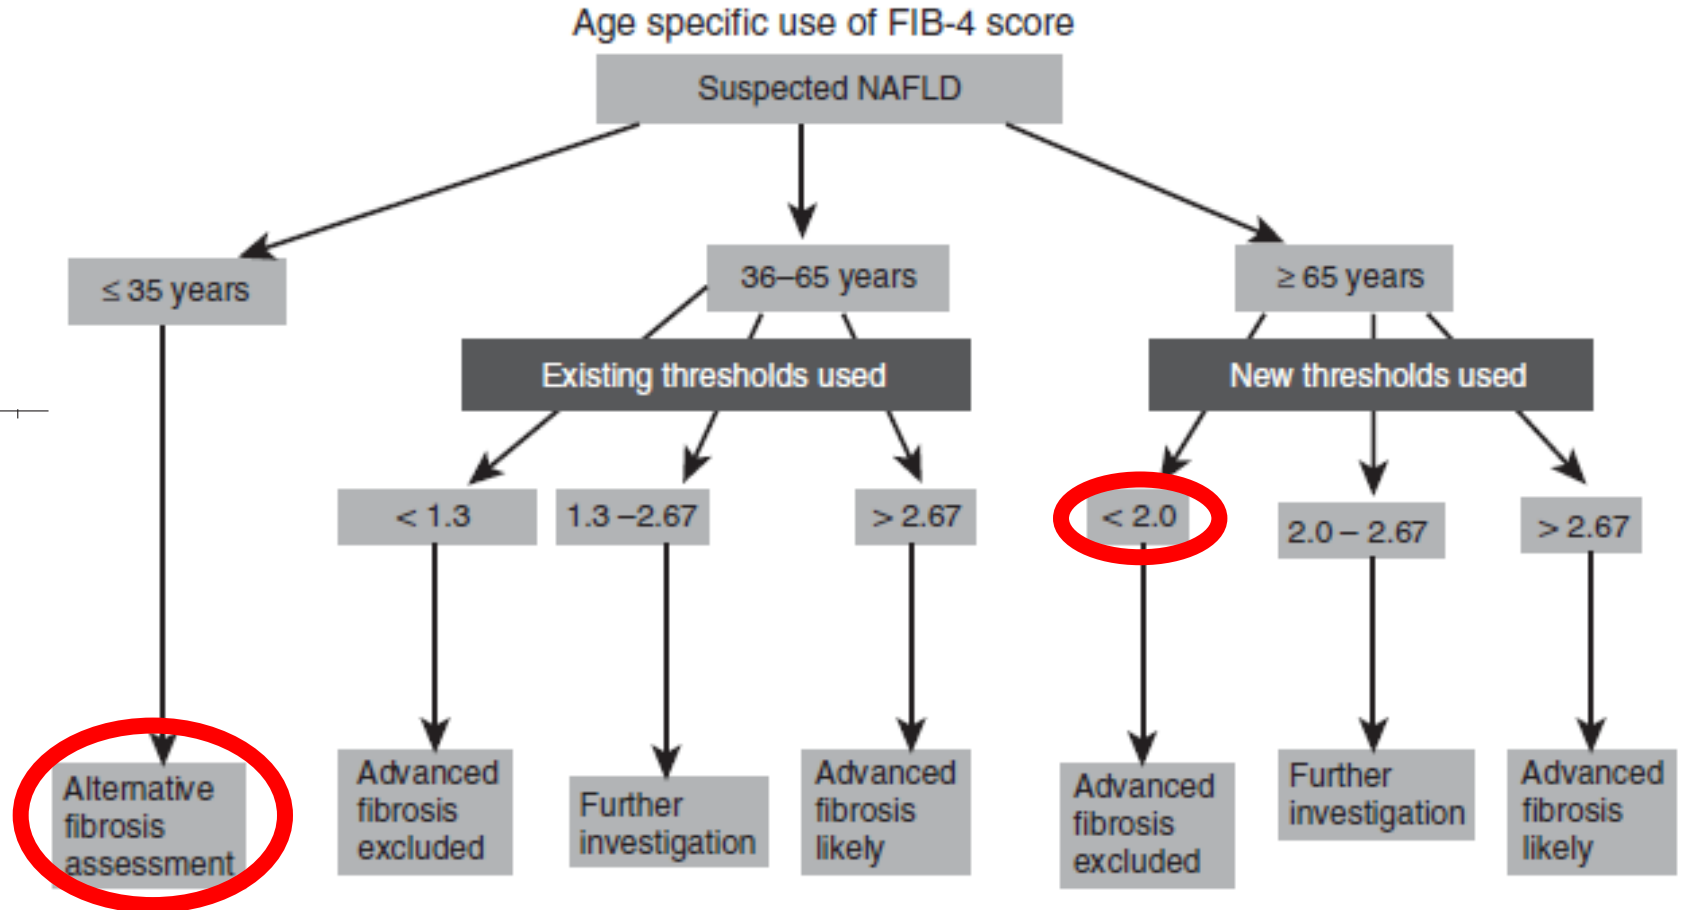 Age specific use of FIB-4 score
Suspected NAFLD
≤ 35 years
36–65 years
≥ 65 years
Existing thresholds used
New thresholds used
< 1.3
1.3 –2.67
> 2.67
< 2.0
2.0 – 2.67
> 2.67
Alternative
fibrosis
assessment
Advanced
fibrosis
excluded
Further
investigation
Advanced
fibrosis
likely
Advanced
fibrosis
excluded
Further
investigation
Advanced
fibrosis
likely